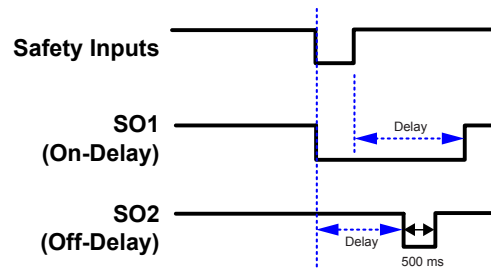 Safety Inputs
SO1
(On-Delay)
Delay
SO2
(Off-Delay)
Delay
500 ms